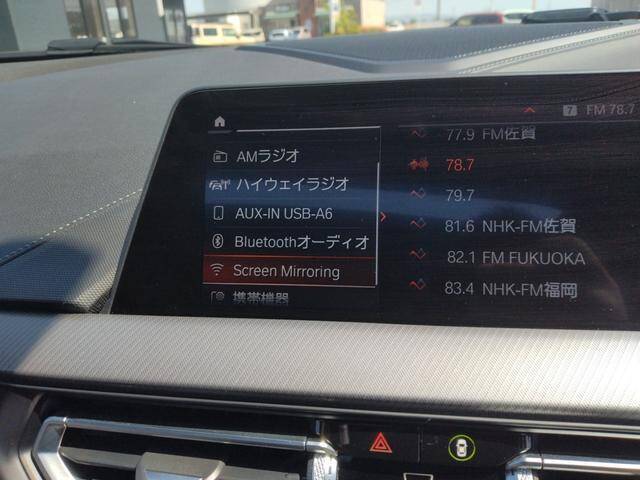 7 FM 78.7
AMラジオ
ハイウェイラジオ
AUX-IN USB-A6
Bluetoothオーディオ
Screen Mirroring
携帯機器
77.9 FM佐賀
78.7
79.7
81.6 NHK-FM佐賀
82.1 FM FUKUOKA
83.4 NHK-FM福岡